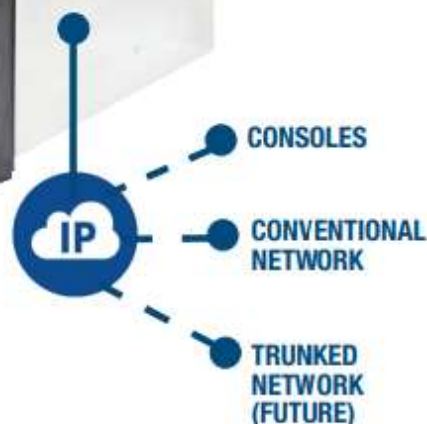 CONSOLES
IP
CONVENTIONAL
NETWORK
TRUNKED
NETWORK
(FUTURE)